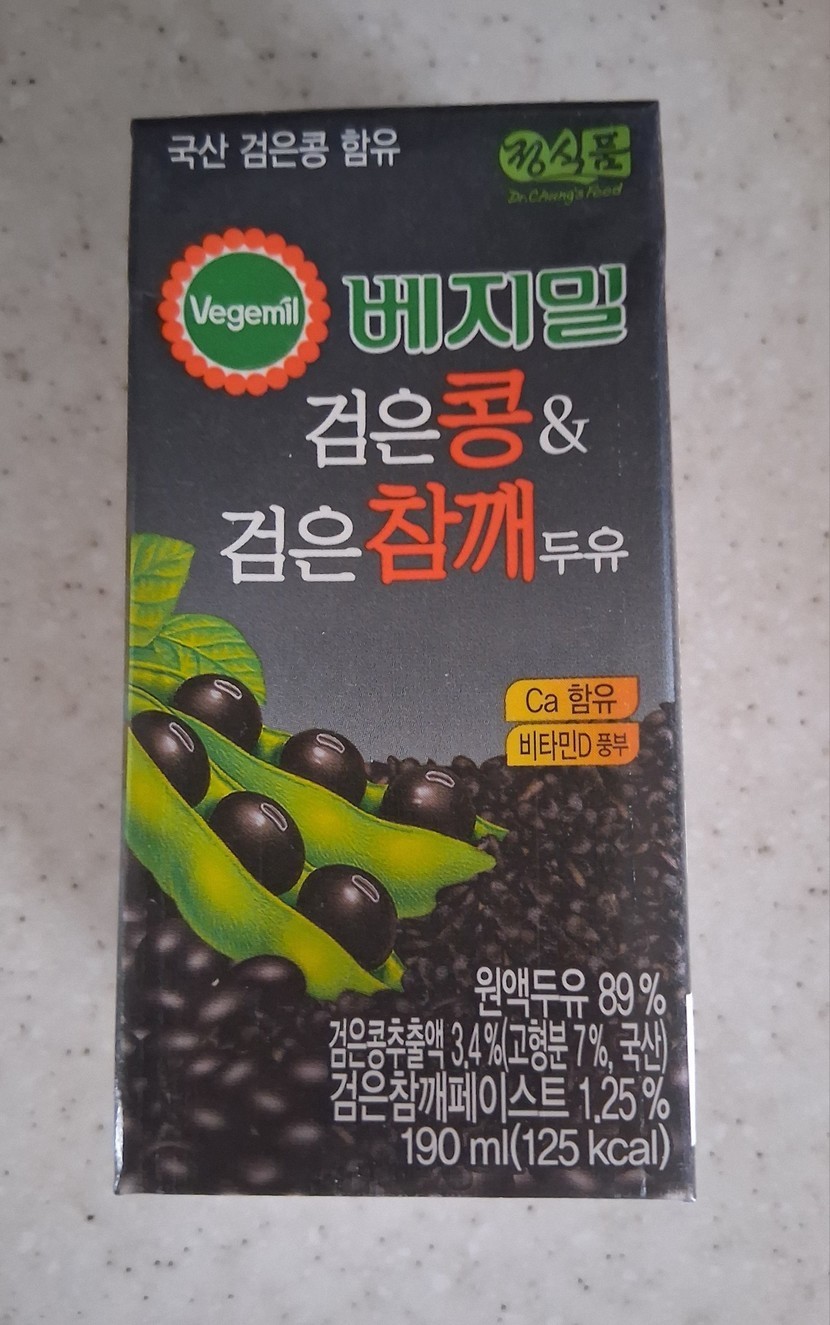 국산 검은콩 함유
정식품
Dr.Chung's Food
Vegemil
베지밀
검은콩&
검은참깨두유
Ca 함유
비타민D 풍부
원액두유 89%
검은콩추출액 3.4%(고형분 7%, 국산)
검은참깨페이스트 1.25%
190 ml(125 kcal)